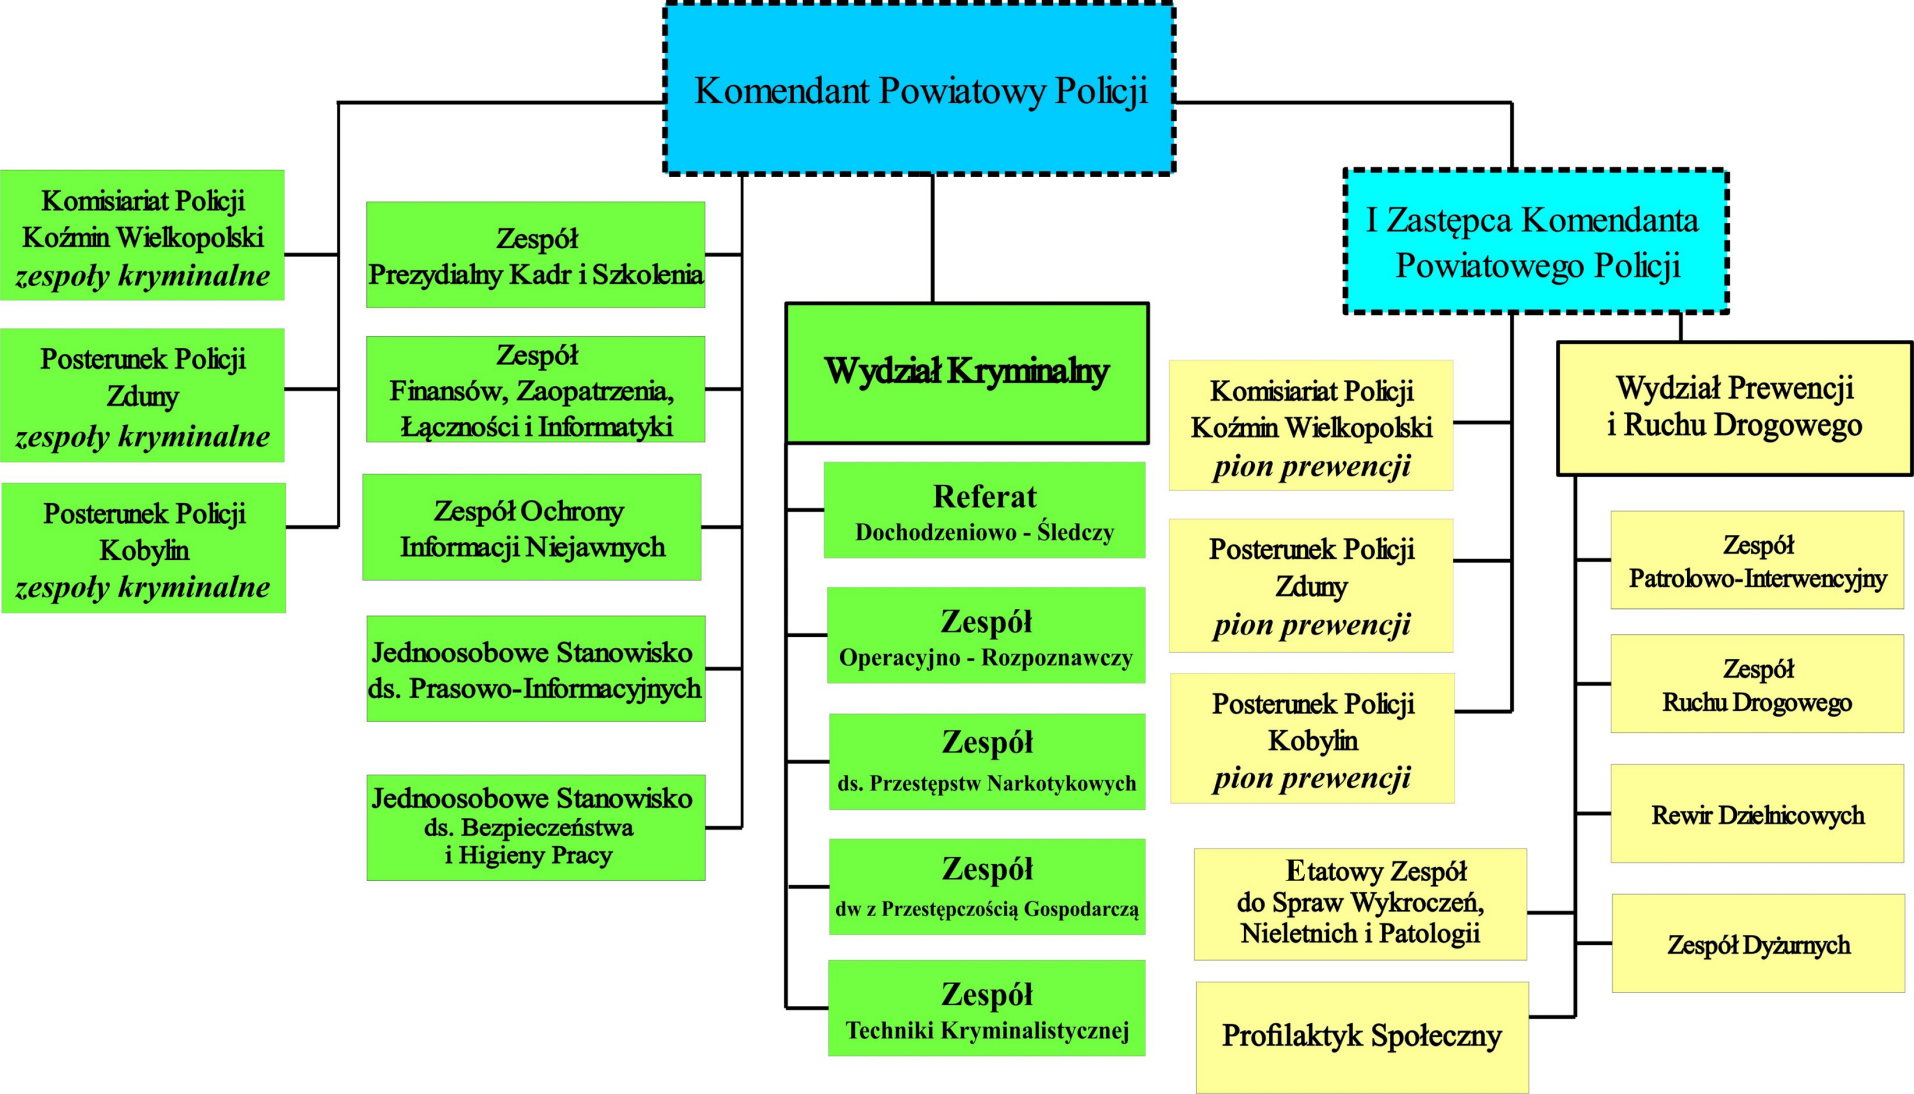 Komendant Powiatowy Policji
Komisiariat Policji
Koźmin Wielkopolski
zespoły kryminalne
Posterunek Policji
Zduny
zespoły kryminalne
Posterunek Policji
Kobylin
zespoły kryminalne
Zespół
Prezydialny Kadr i Szkolenia
Zespół
Finansów, Zaopatrzenia,
Łączności i Informatyki
Zespół Ochrony
Informacji Niejawnych
Jednoosobowe Stanowisko
ds. Prasowo-Informacyjnych
Jednoosobowe Stanowisko
ds. Bezpieczeństwa
i Higieny Pracy
Wydział Kryminalny
Referat
Dochodzeniowo - Śledczy
Zespół
Operacyjno - Rozpoznawczy
Zespół
ds. Przestępstw Narkotykowych
Zespół
dw z Przestępczością Gospodarczą
Zespół
Techniki Kryminalistycznej
I Zastępca Komendanta
Powiatowego Policji
Komisiariat Policji
Koźmin Wielkopolski
pion prewencji
Posterunek Policji
Zduny
pion prewencji
Posterunek Policji
Kobylin
pion prewencji
Wydział Prewencji
i Ruchu Drogowego
Zespół
Patrolowo-Interwencyjny
Zespół
Ruchu Drogowego
Rewir Dzielnicowych
Zespół Dyżurnych
Etatowy Zespół
do Spraw Wykroczeń,
Nieletnich i Patologii
Profilaktyk Społeczny